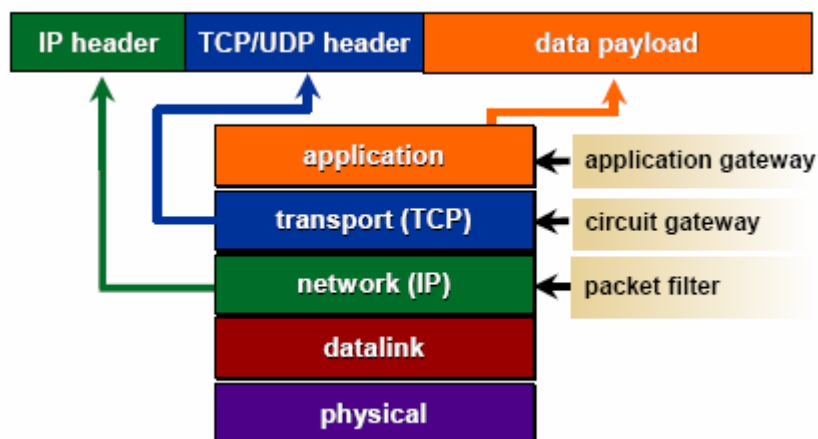 IP header
TCP/UDP header
data payload
application
application gateway
transport (TCP)
circuit gateway
network (IP)
packet filter
datalink
physical